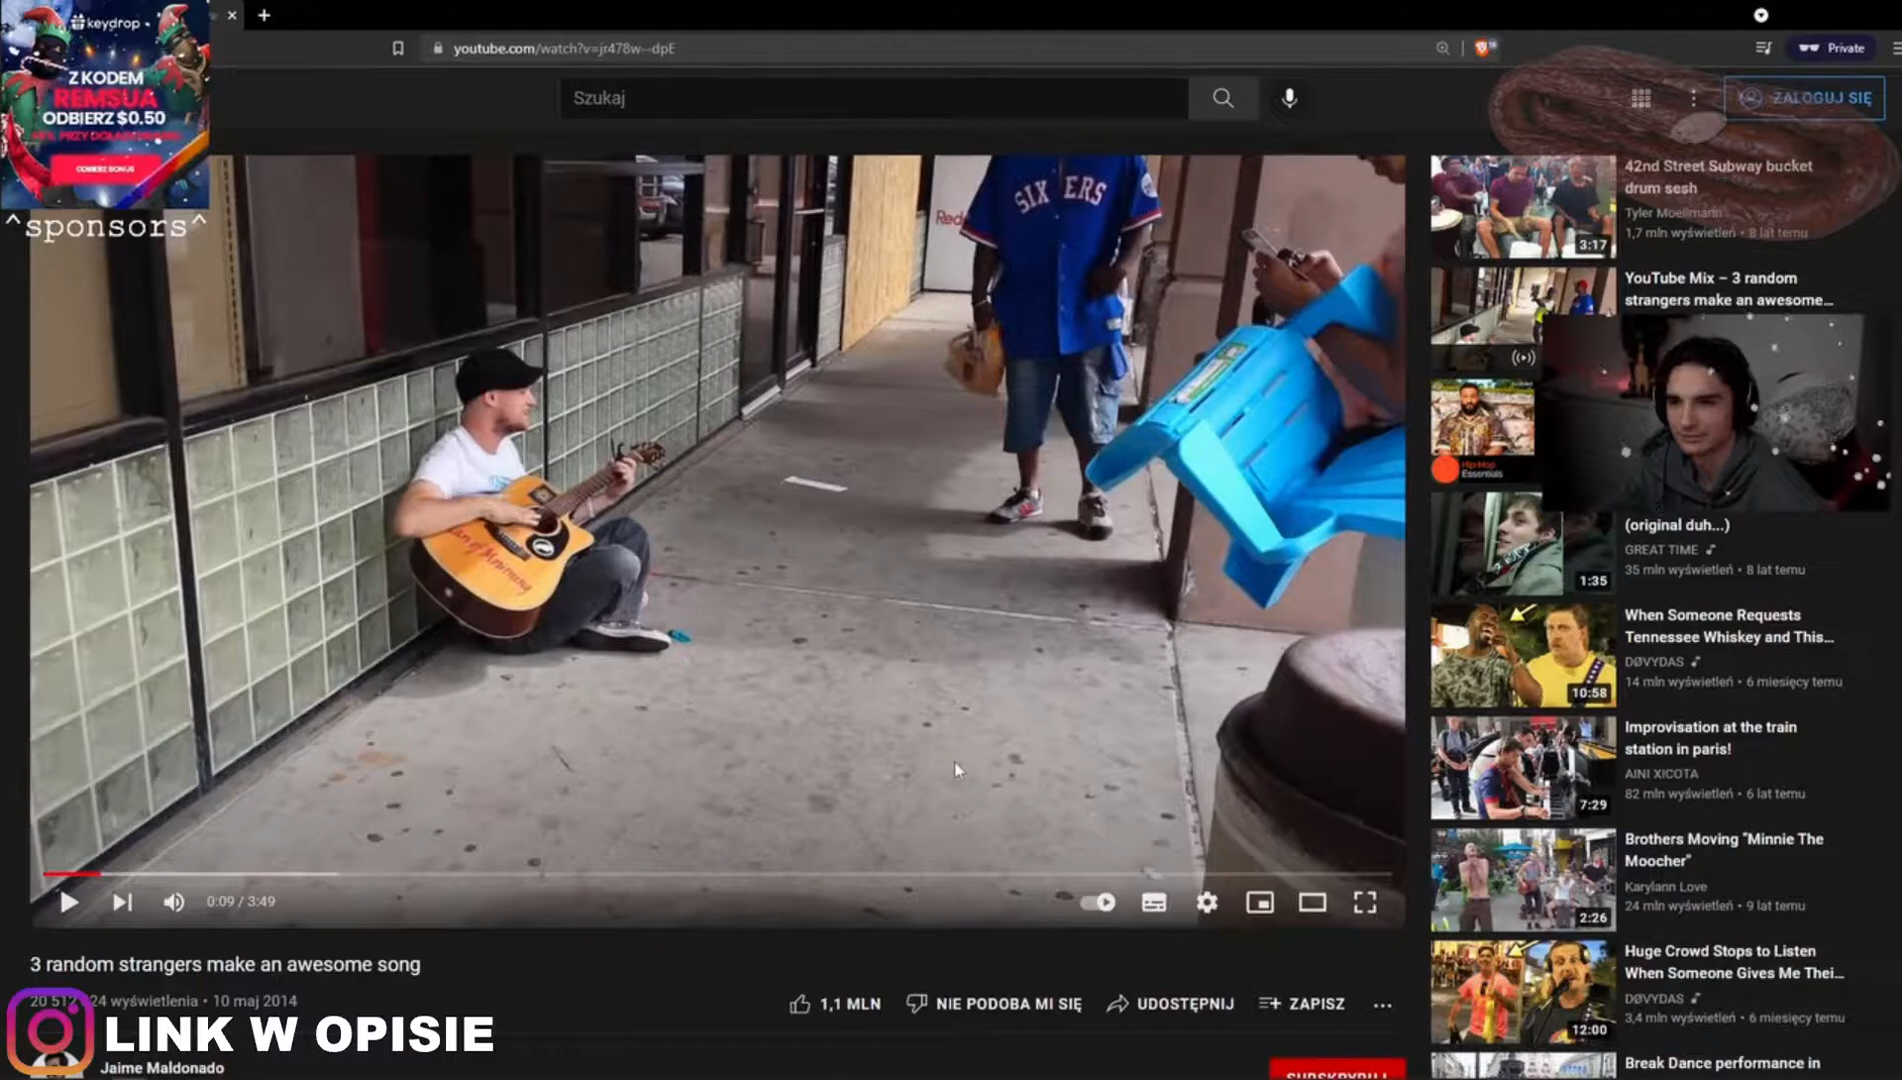 keydrop
Z KODEM
REMSUA
ODBIERZ $0.50
ODBIERZ BONUS
^sponsors^
youtube.com/watch?v=jr478w--dpE
Private
Szukaj
ZALOGUJ SIĘ
SIXERS
Red
0:09 / 3:49
3 random strangers make an awesome song
wyświetlenia • 10 maj 2014
1,1 MLN
NIE PODOBA MI SIĘ
UDOSTĘPNIJ
ZAPISZ
LINK W OPISIE
Jaime Maldonado
42nd Street Subway bucket
drum sesh
Tyler Moellmann
1,7 mln wyświetleń • 8 lat temu
3:17
YouTube Mix – 3 random
strangers make an awesome...
Hip-Hop
Essentials
(original duh...)
GREAT TIME
35 mln wyświetleń • 8 lat temu
1:35
When Someone Requests
Tennessee Whiskey and This...
DØVYDAS
14 mln wyświetleń • 6 miesięcy temu
10:58
Improvisation at the train
station in paris!
AINI XICOTA
82 mln wyświetleń • 6 lat temu
7:29
Brothers Moving "Minnie The
Moocher"
Karylann Love
24 mln wyświetleń • 9 lat temu
2:26
Huge Crowd Stops to Listen
When Someone Gives Me Thei...
DØVYDAS
3,4 mln wyświetleń • 6 miesięcy temu
12:00
Break Dance performance in